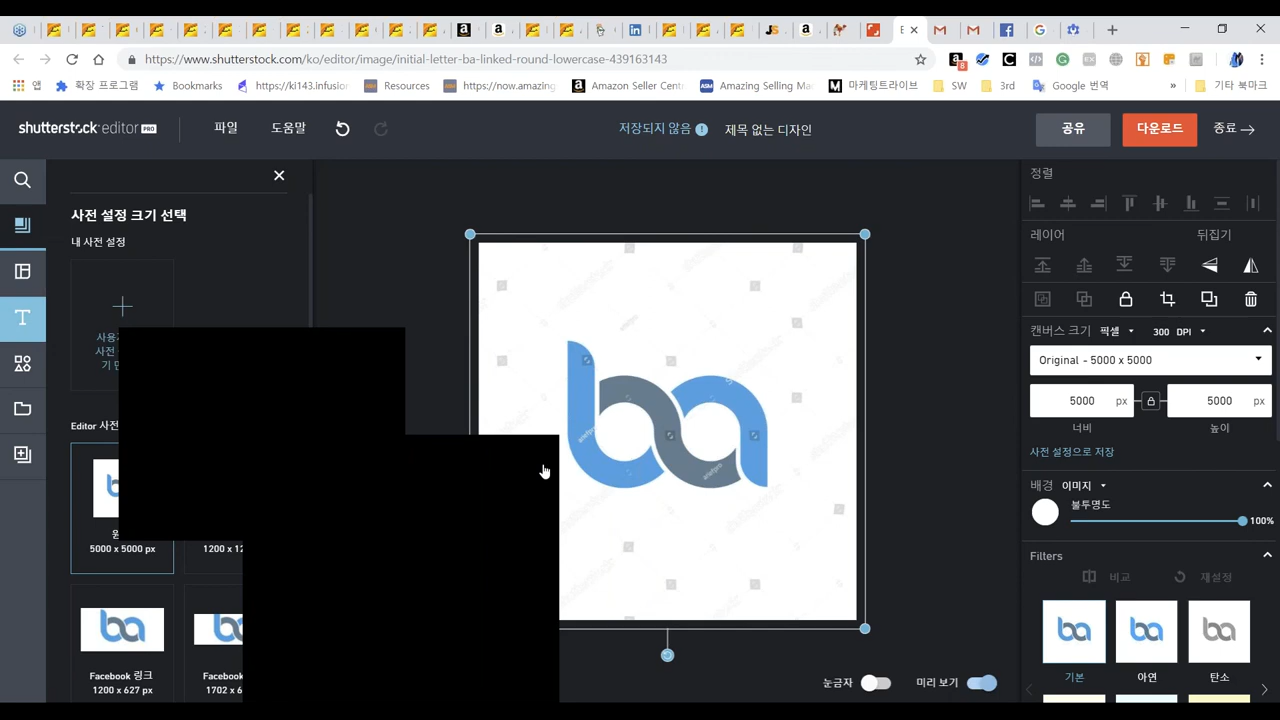 https://www.shutterstock.com/editor/image/initial-letter-ba-linked-round-lowercase-439163143
앱
확장 프로그램
Bookmarks
https://ki143.infusion
Resources
https://now.amazing
Amazon Seller Cent
Amazing Selling Ma
마케팅트라이브
SW
3rd
Google 번역
»
기타 북마크
shutterstock editor PRO
파일
도움말
저장되지 않음
제목 없는 디자인
공유
다운로드
종료
사전 설정 크기 선택
내 사전 설정
사전
Editor 사전
5000 x 5000 px
1200 x 12
Facebook 링크
1200 x 627 px
Facebook
1702 x 6
ba
눈금자
미리 보기
정렬
레이어
뒤집기
캔버스 크기
픽셀
300 DPI
Original - 5000 x 5000
5000 px
5000 px
너비
높이
사전 설정으로 저장
배경
이미지
불투명도
100%
Filters
비교
재설정
기본
아연
탄소